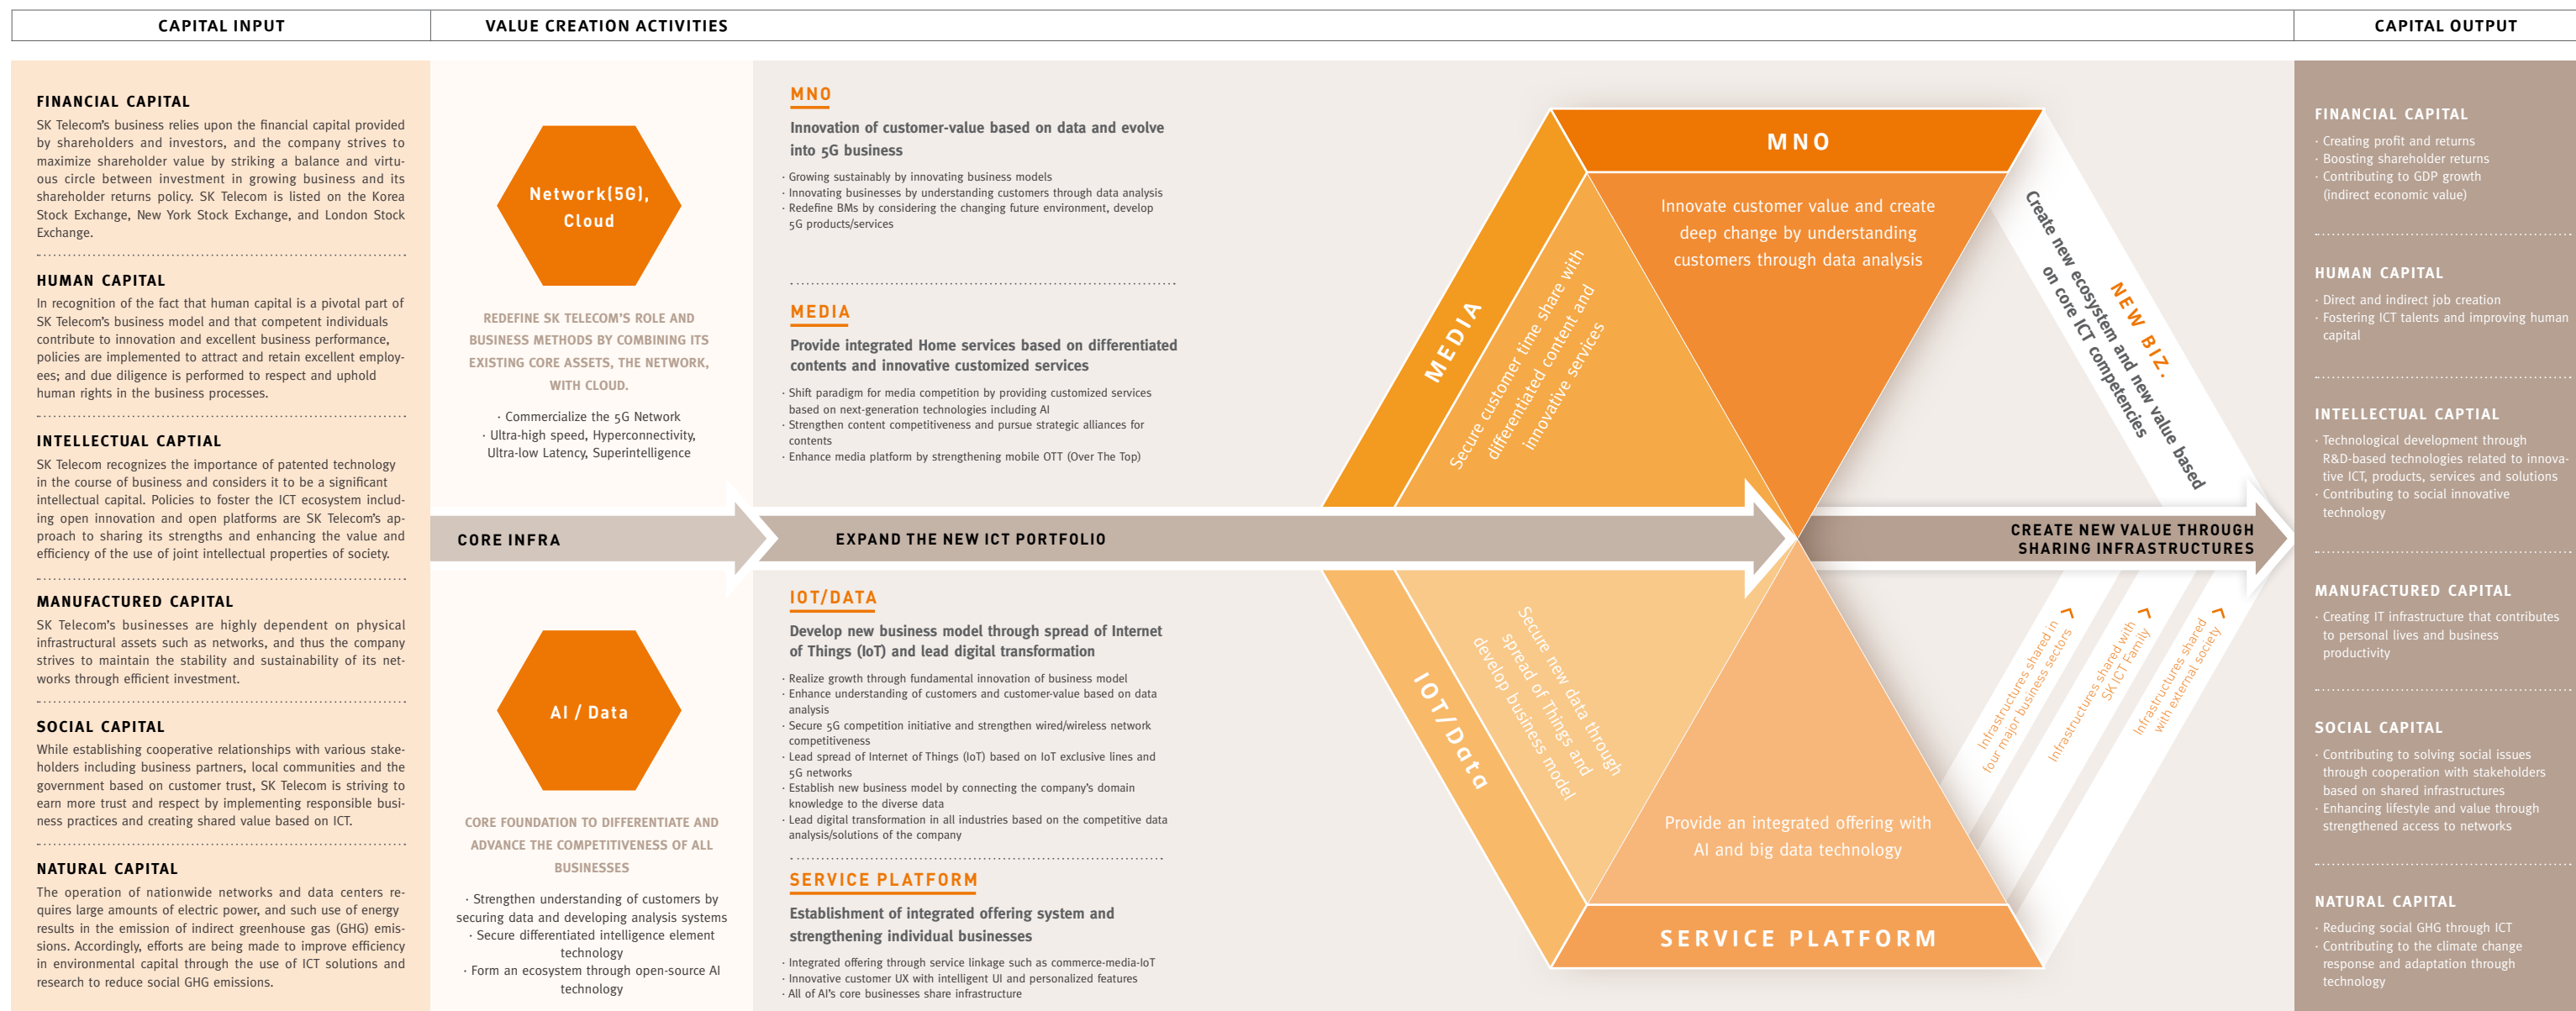 CAPITAL INPUT
VALUE CREATION ACTIVITIES
CAPITAL OUTPUT
FINANCIAL CAPITAL
SK Telecom's business relies upon the financial capital provided
by shareholders and investors, and the company strives to
maximize shareholder value by striking a balance and virtu-
ous circle between investment in growing business and its
shareholder returns policy. SK Telecom is listed on the Korea
Stock Exchange, New York Stock Exchange, and London Stock
Exchange.
HUMAN CAPITAL
In recognition of the fact that human capital is a pivotal part of
SK Telecom's business model and that competent individuals
contribute to innovation and excellent business performance,
policies are implemented to attract and retain excellent employ-
ees; and due diligence is performed to respect and uphold
human rights in the business processes.
INTELLECTUAL CAPTIAL
SK Telecom recognizes the importance of patented technology
in the course of business and considers it to be a significant
intellectual capital. Policies to foster the ICT ecosystem includ-
ing open innovation and open platforms are SK Telecom's ap-
proach to sharing its strengths and enhancing the value and
efficiency of the use of joint intellectual properties of society.
MANUFACTURED CAPITAL
SK Telecom's businesses are highly dependent on physical
infrastructural assets such as networks, and thus the company
strives to maintain the stability and sustainability of its net-
works through efficient investment.
SOCIAL CAPITAL
While establishing cooperative relationships with various stake-
holders including business partners, local communities and the
government based on customer trust, SK Telecom is striving to
earn more trust and respect by implementing responsible busi-
ness practices and creating shared value based on ICT.
NATURAL CAPITAL
The operation of nationwide networks and data centers re-
quires large amounts of electric power, and such use of energy
results in the emission of indirect greenhouse gas (GHG) emis-
sions. Accordingly, efforts are being made to improve efficiency
in environmental capital through the use of ICT solutions and
research to reduce social GHG emissions.
Network(5G),
Cloud
REDEFINE SK TELECOM'S ROLE AND
BUSINESS METHODS BY COMBINING ITS
EXISTING CORE ASSETS, THE NETWORK,
WITH CLOUD.
· Commercialize the 5G Network
· Ultra-high speed, Hyperconnectivity,
Ultra-low Latency, Superintelligence
CORE INFRA
AI / Data
CORE FOUNDATION TO DIFFERENTIATE AND
ADVANCE THE COMPETITIVENESS OF ALL
BUSINESSES
· Strengthen understanding of customers by
securing data and developing analysis systems
· Secure differentiated intelligence element
technology
· Form an ecosystem through open-source AI
technology
MNO
Innovation of customer-value based on data and evolve
into 5G business
· Growing sustainably by innovating business models
· Innovating businesses by understanding customers through data analysis
· Redefine BMs by considering the changing future environment, develop
5G products/services
MEDIA
Provide integrated Home services based on differentiated
contents and innovative customized services
· Shift paradigm for media competition by providing customized services
based on next-generation technologies including AI
· Strengthen content competitiveness and pursue strategic alliances for
contents
· Enhance media platform by strengthening mobile OTT (Over The Top)
EXPAND THE NEW ICT PORTFOLIO
IOT/DATA
Develop new business model through spread of Internet
of Things (IoT) and lead digital transformation
· Realize growth through fundamental innovation of business model
· Enhance understanding of customers and customer-value based on data
analysis
· Secure 5G competition initiative and strengthen wired/wireless network
competitiveness
· Lead spread of Internet of Things (IoT) based on IoT exclusive lines and
5G networks
· Establish new business model by connecting the company's domain
knowledge to the diverse data
· Lead digital transformation in all industries based on the competitive data
analysis/solutions of the company
SERVICE PLATFORM
Establishment of integrated offering system and
strengthening individual businesses
· Integrated offering through service linkage such as commerce-media-IoT
· Innovative customer UX with intelligent UI and personalized features
· All of AI's core businesses share infrastructure
MNO
Innovate customer value and create
deep change by understanding
customers through data analysis
MEDIA
Secure customer time share with
differentiated content and
innovative services
NEW BIZ.
Create new ecosystem and new value based
on core ICT competencies
CREATE NEW VALUE THROUGH
SHARING INFRASTRUCTURES
IOT/Data
Secure new data through
spread of Things and
develop business model
Provide an integrated offering with
AI and big data technology
SERVICE PLATFORM
Infrastructures shared in
four major business sectors
Infrastructures shared with
SK ICT Family
Infrastructures shared
with external society
FINANCIAL CAPITAL
· Creating profit and returns
· Boosting shareholder returns
· Contributing to GDP growth
(indirect economic value)
HUMAN CAPITAL
· Direct and indirect job creation
· Fostering ICT talents and improving human
capital
INTELLECTUAL CAPITAL
· Technological development through
R&D-based technologies related to innova-
tive ICT, products, services and solutions
· Contributing to social innovative
technology
MANUFACTURED CAPITAL
· Creating IT infrastructure that contributes
to personal lives and business
productivity
SOCIAL CAPITAL
· Contributing to solving social issues
through cooperation with stakeholders
based on shared infrastructures
· Enhancing lifestyle and value through
strengthened access to networks
NATURAL CAPITAL
· Reducing social GHG through ICT
· Contributing to the climate change
response and adaptation through
technology